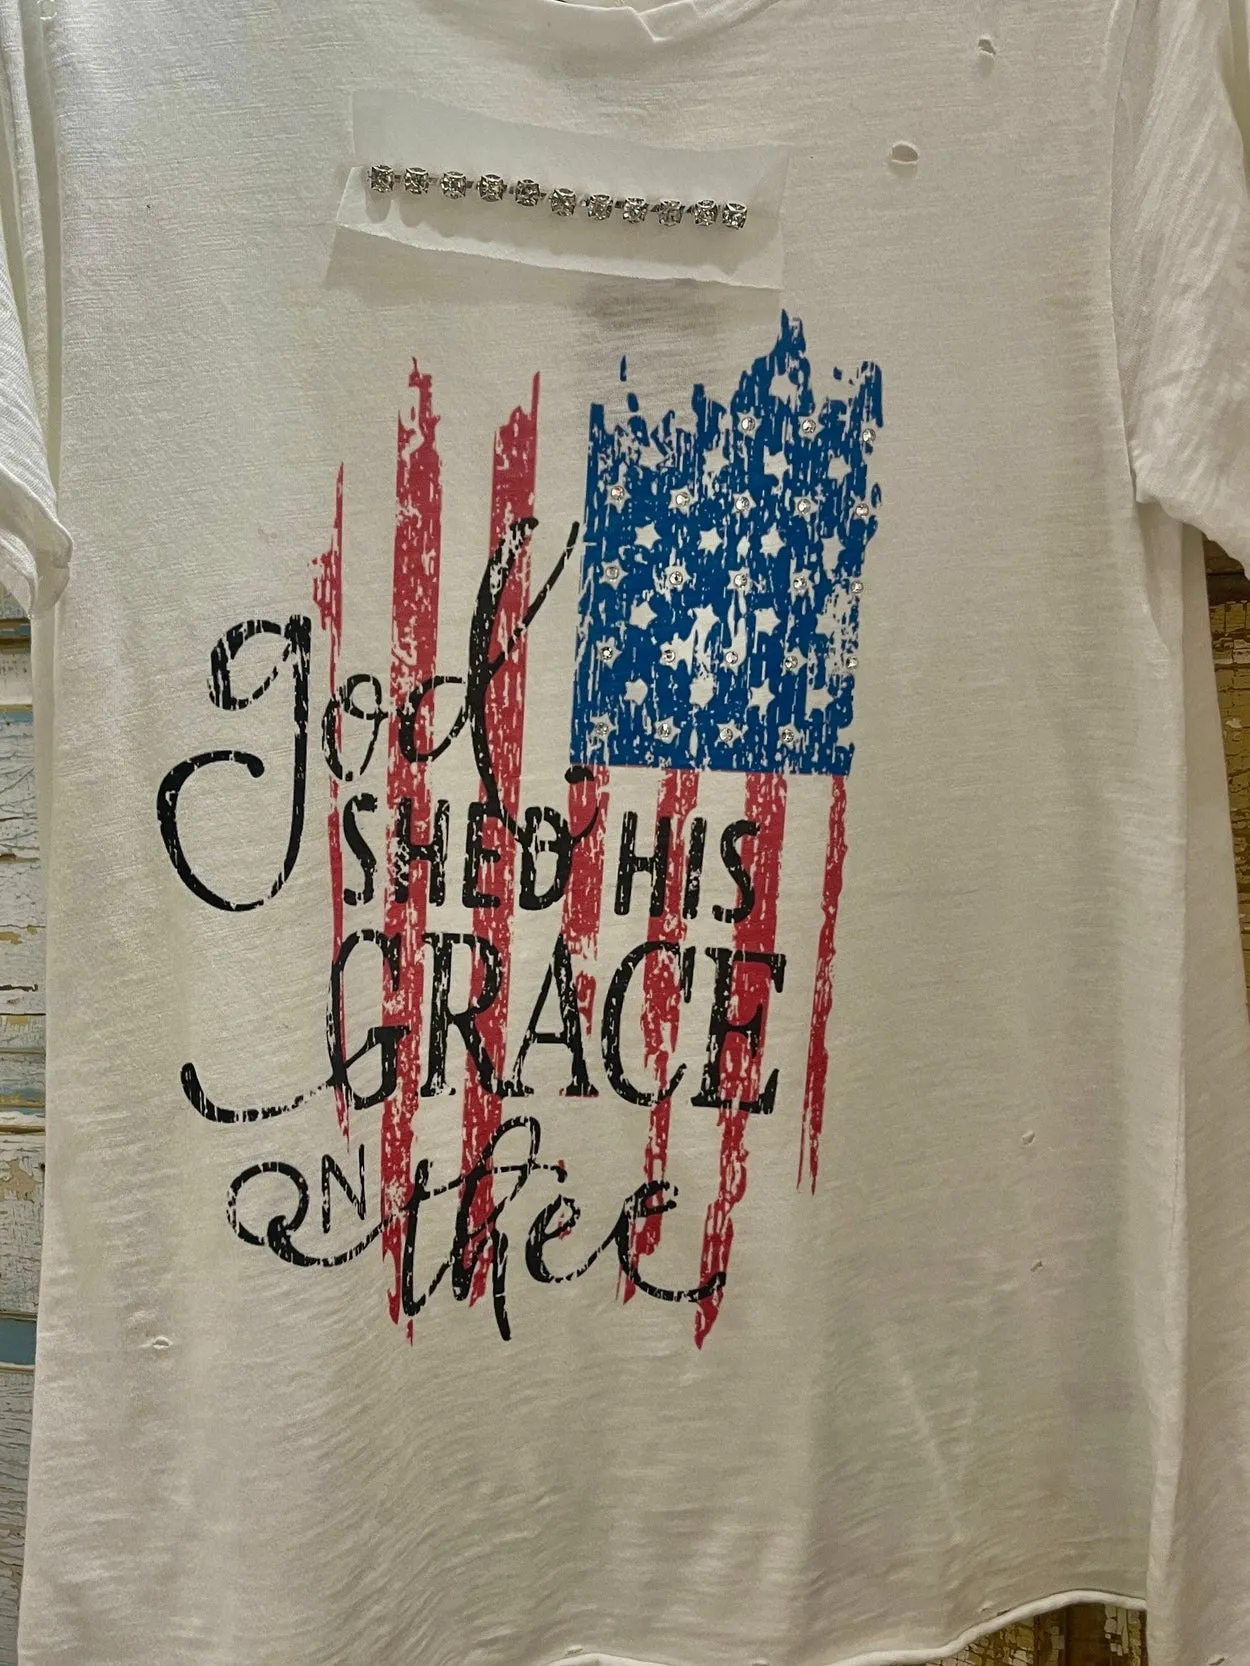 god
SHED HIS
GRACE
ON thee